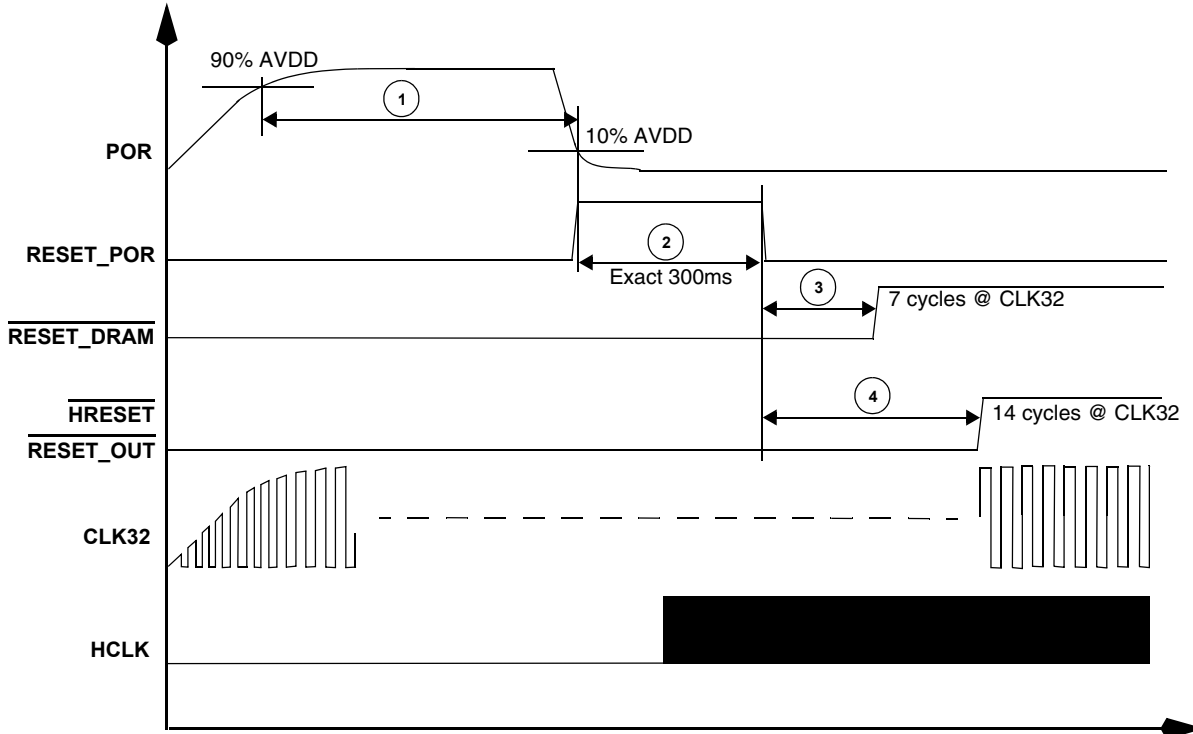 90% AVDD
1
10% AVDD
POR
RESET_POR
2
Exact 300ms
3
7 cycles @ CLK32
RESET_DRAM
HRESET
4
14 cycles @ CLK32
RESET_OUT
CLK32
HCLK